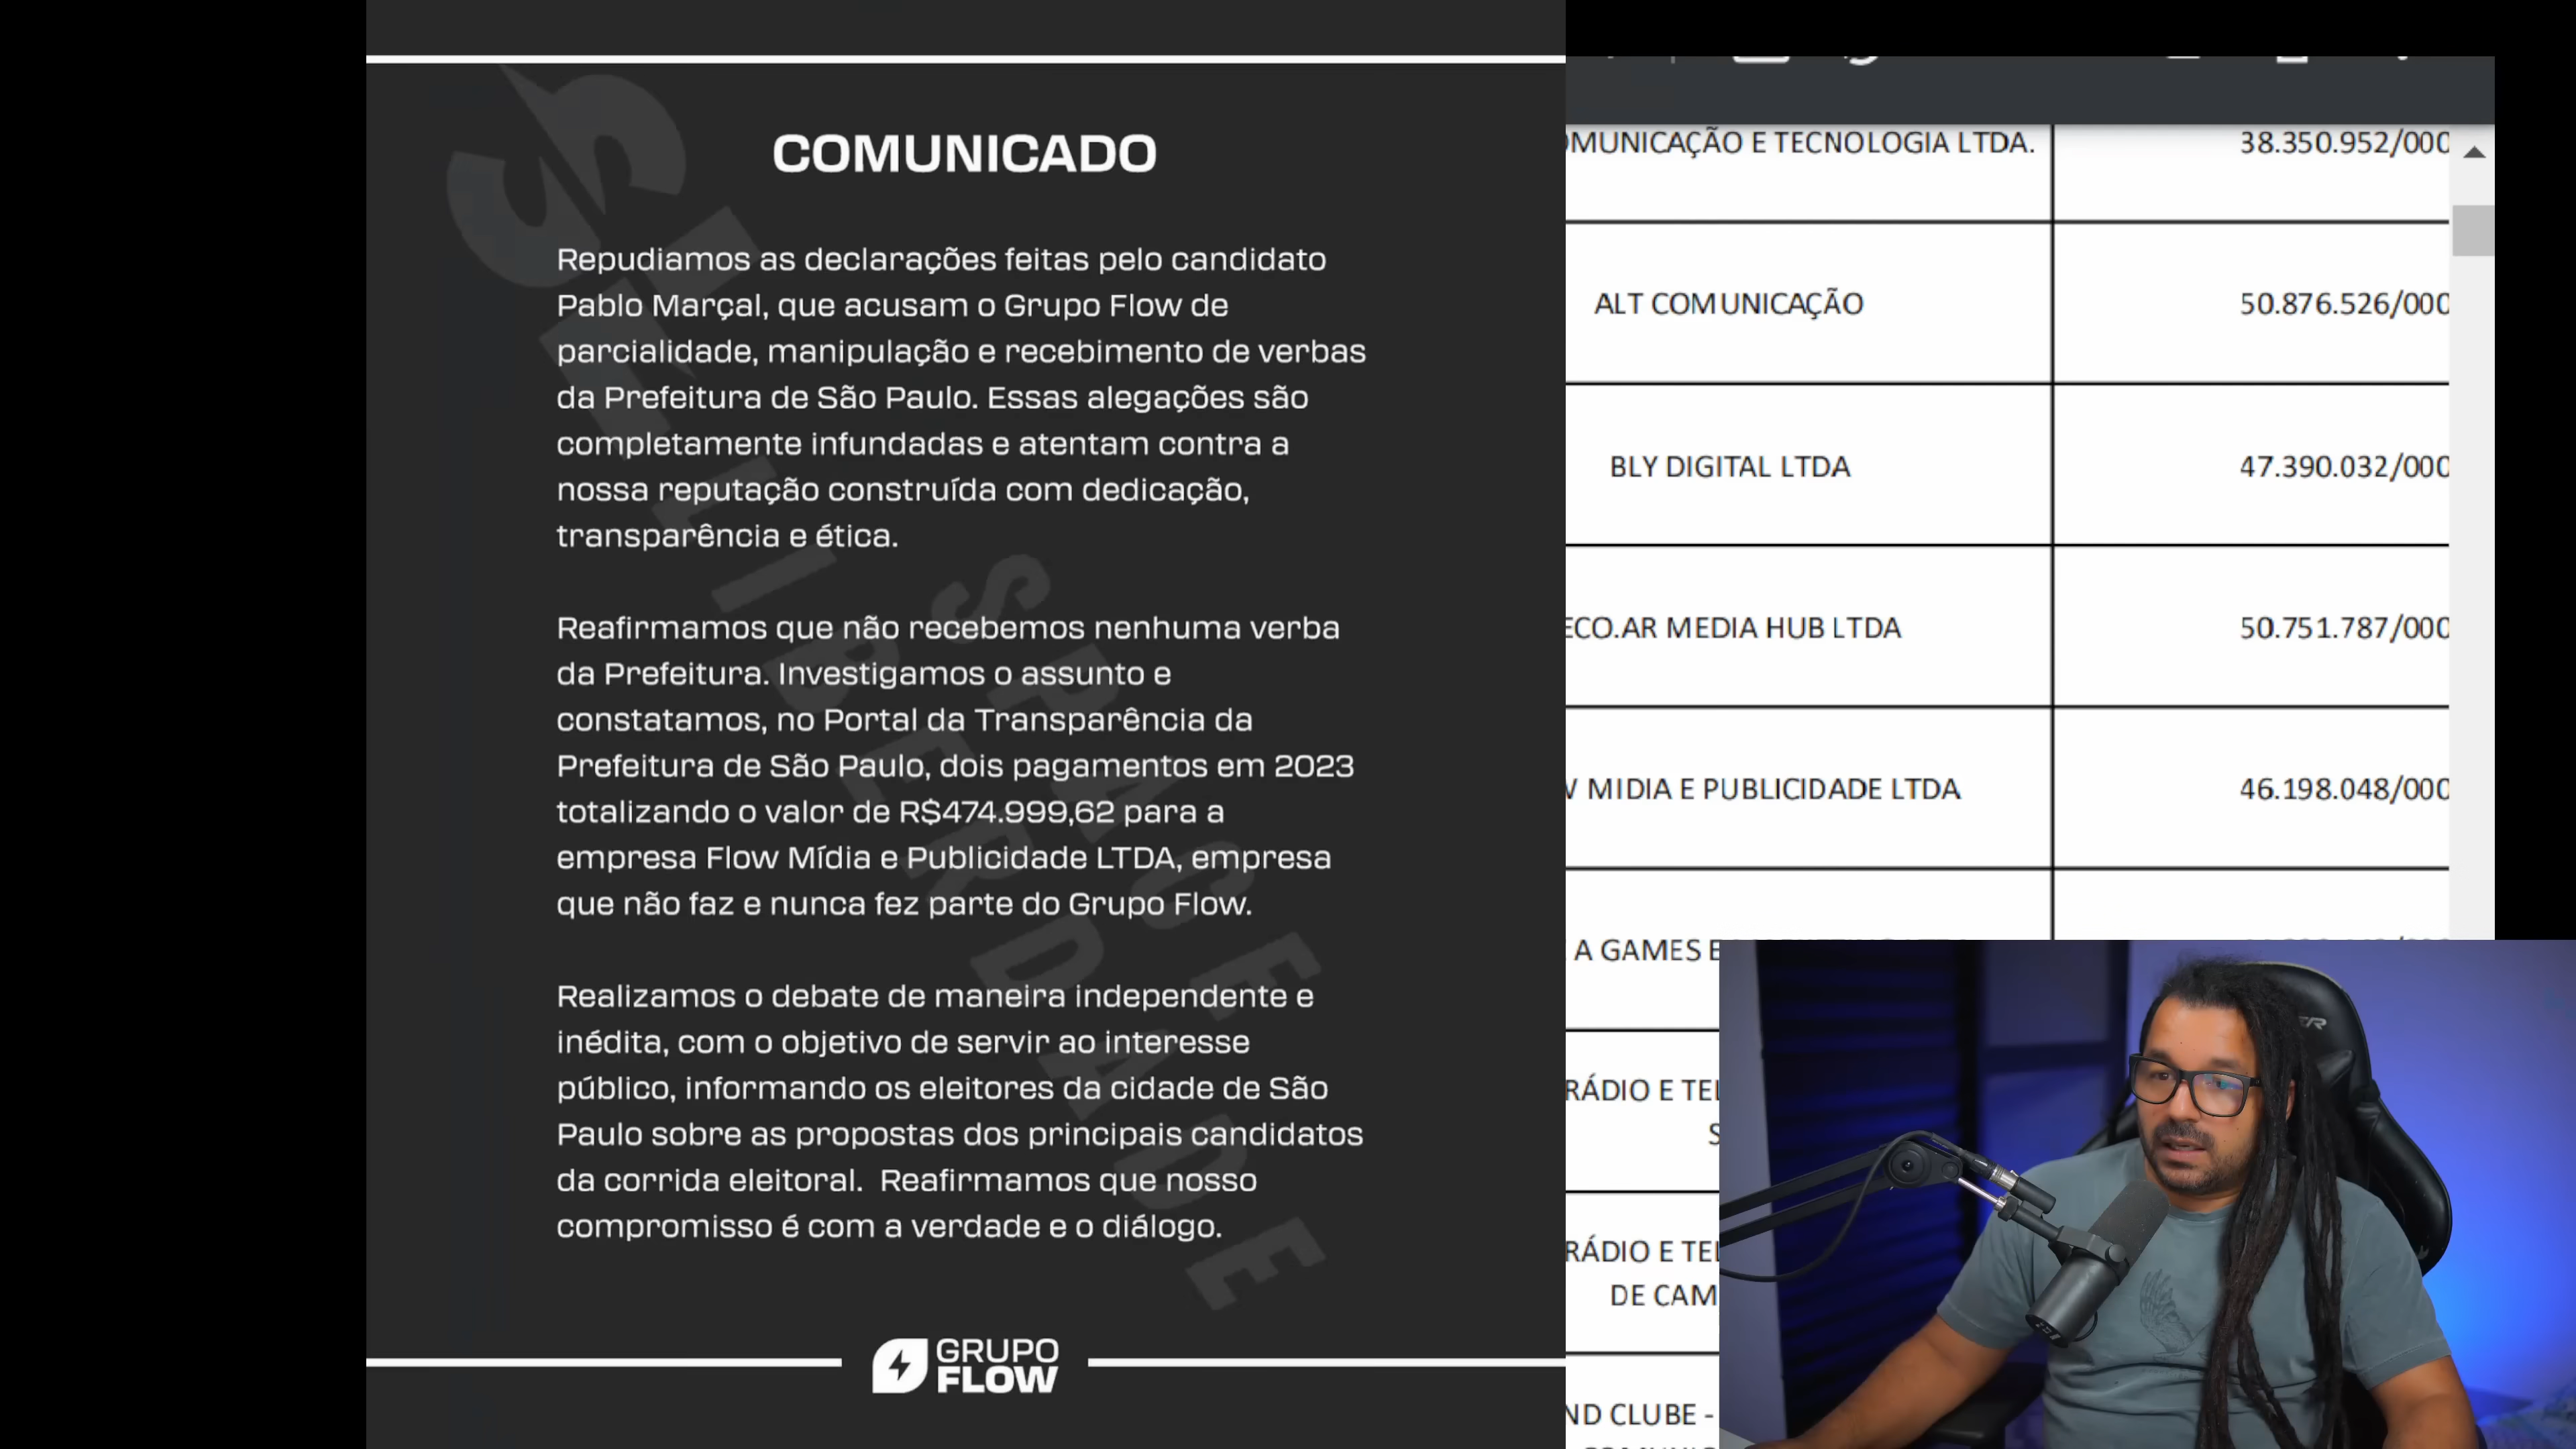 COMUNICADO
Repudiamos as declarações feitas pelo candidato
Pablo Marçal, que acusam o Grupo Flow de
parcialidade, manipulação e recebimento de verbas
da Prefeitura de São Paulo. Essas alegações são
completamente infundadas e atentam contra a
nossa reputação construída com dedicação,
transparência e ética.
Reafirmamos que não recebemos nenhuma verba
da Prefeitura. Investigamos o assunto e
constatamos, no Portal da Transparência da
Prefeitura de São Paulo, dois pagamentos em 2023
totalizando o valor de R$474.999,62 para a
empresa Flow Mídia e Publicidade LTDA, empresa
que não faz e nunca fez parte do Grupo Flow.
Realizamos o debate de maneira independente e
inédita, com o objetivo de servir ao interesse
público, informando os eleitores da cidade de São
Paulo sobre as propostas dos principais candidatos
da corrida eleitoral.  Reafirmamos que nosso
compromisso é com a verdade e o diálogo.
GRUPO
FLOW
SPACE
LIBERDADE
OMUNICAÇÃO E TECNOLOGIA LTDA. 38.350.952/000
ALT COMUNICAÇÃO 50.876.526/000
BLY DIGITAL LTDA 47.390.032/000
ECO.AR MEDIA HUB LTDA 50.751.787/000
MIDIA E PUBLICIDADE LTDA 46.198.048/000
A GAMES E
RÁDIO E TEL
S
RÁDIO E TEL
DE CAM
ND CLUBE -